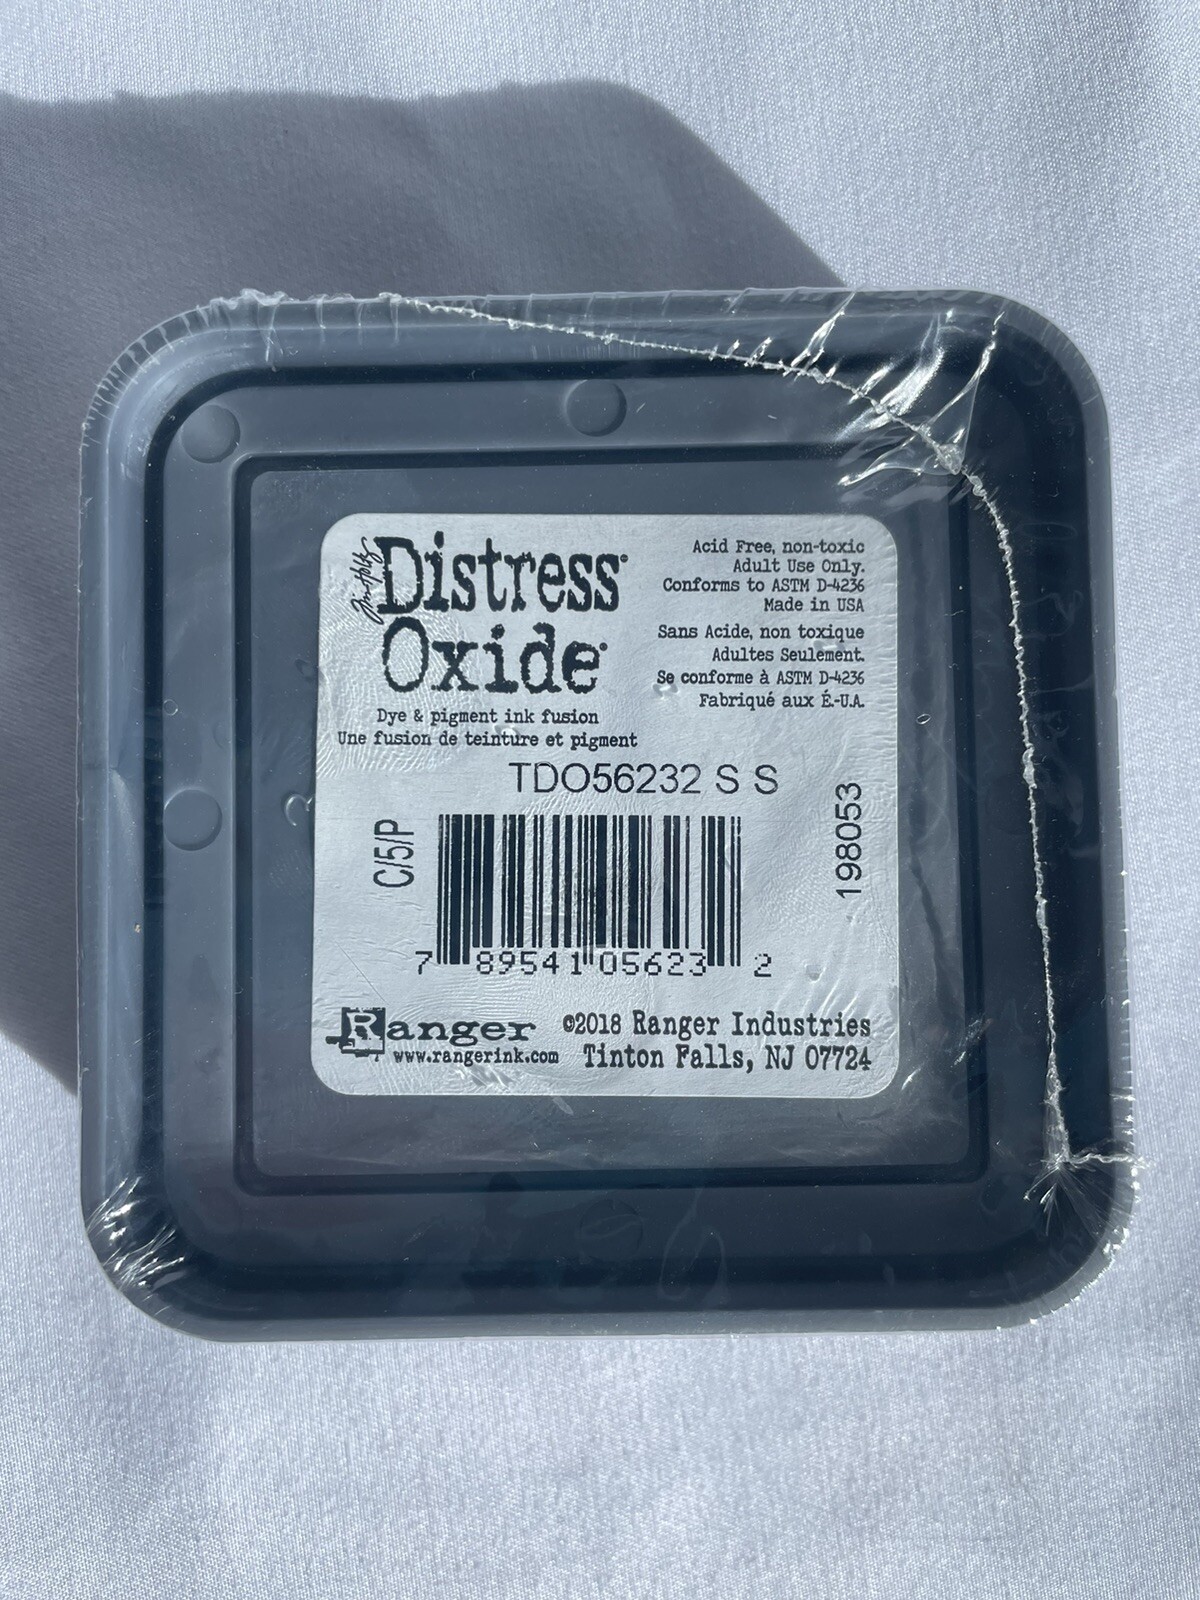 Tim Holtz
Distress®
Oxide®
Dye & pigment ink fusion
Une fusion de teinture et pigment
Acid Free, non-toxic
Adult Use Only.
Conforms to ASTM D-4236
Made in USA
Sans Acide, non toxique
Adultes Seulement.
Se conforme à ASTM D-4236
Fabriqué aux É.-U.A.
TDO56232 S S
C/5/P
198053
7 89541 05623 2
Ranger
www.rangerink.com
©2018 Ranger Industries
Tinton Falls, NJ 07724